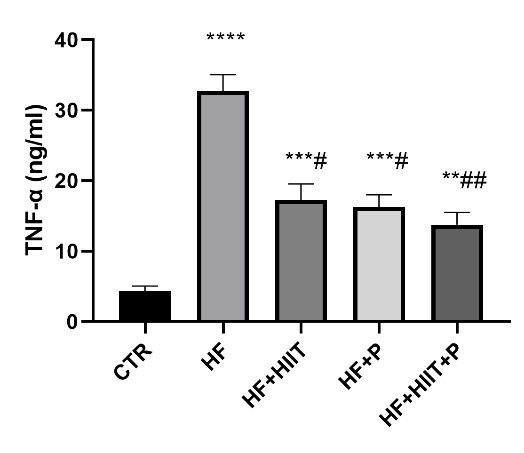 TNF-α (ng/ml)
40
30
20
10
0
****
***#
***#
**##
CTR
HF
HF+HIIT
HF+P
HF+HIIT+P